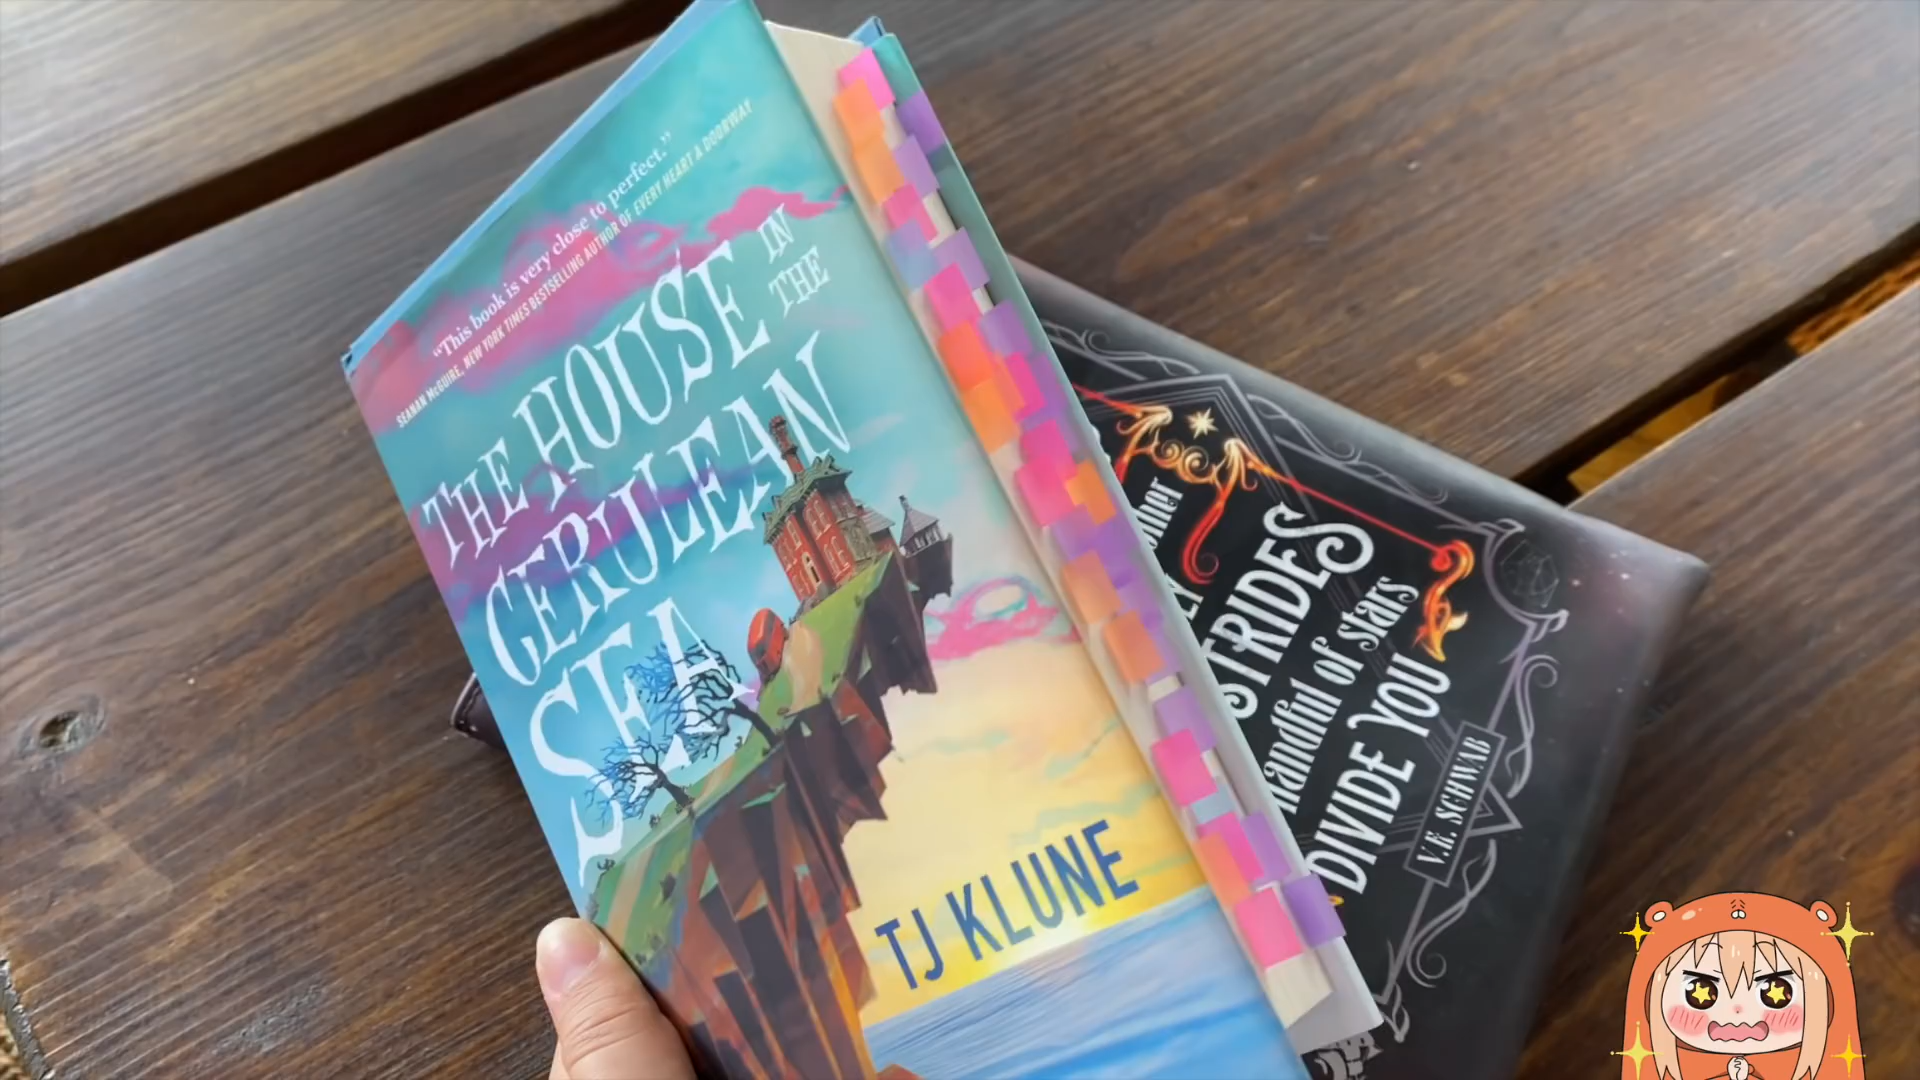 “This book is very close to perfect.”
SEANAN McGUIRE, NEW YORK TIMES BESTSELLING AUTHOR OF EVERY HEART A DOORWAY
THE HOUSE IN THE
CERULEAN
SEA
TJ KLUNE
STRIDES
handful of stars
DIVIDE YOU
V.E. SCHWAB